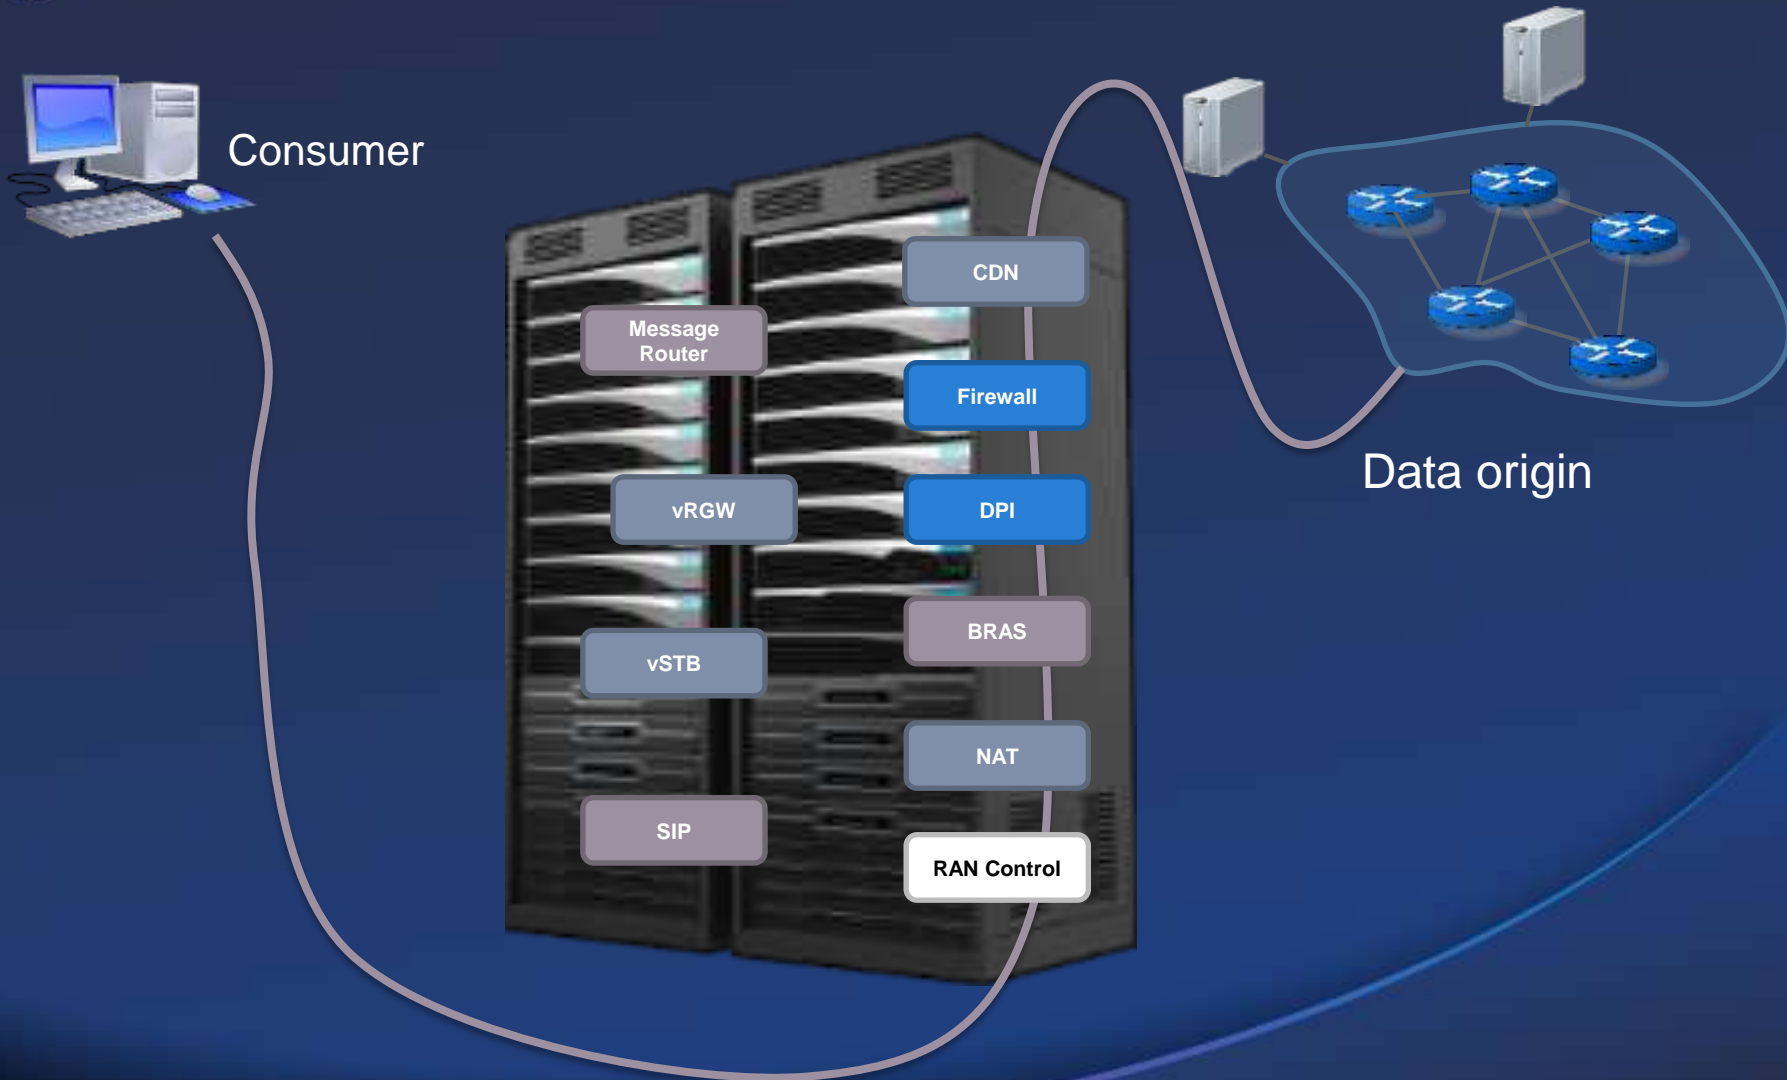 Consumer
CDN
Message
Router
Firewall
vRGW
DPI
BRAS
vSTB
NAT
SIP
RAN Control
Data origin